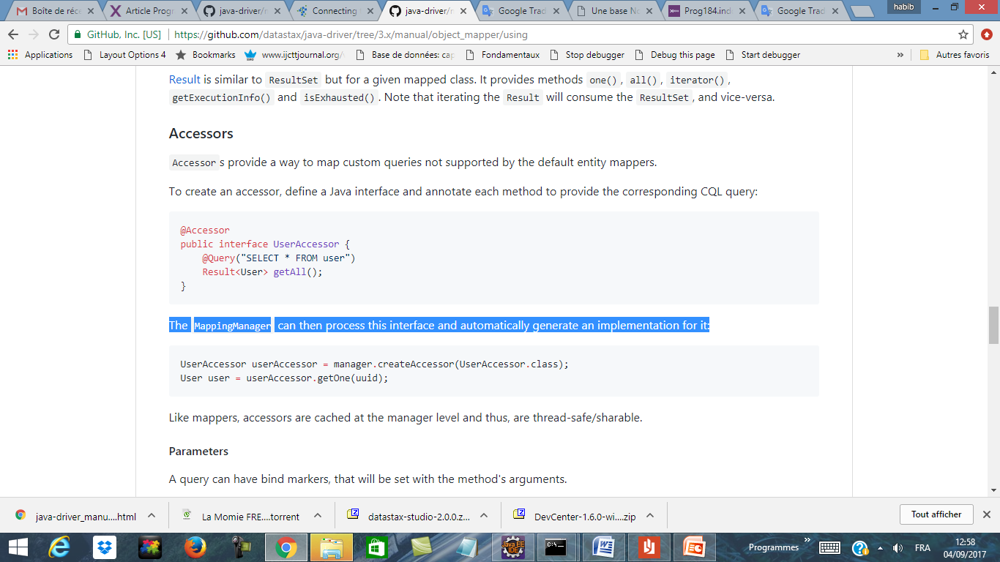 Boîte de réc
Article Progr
java-driver/r
Connecting
java-driver/r
Google Trad
Une base No
Prog184.ind
Google Trad
habib
GitHub, Inc. [US]
https://github.com/datastax/java-driver/tree/3.x/manual/object_mapper/using
Applications
Layout Options 4
Bookmarks
www.ijcttjournal.org/
Base de données: cap
Fondamentaux
Stop debugger
Debug this page
Start debugger
»
Autres favoris
Result is similar to ResultSet but for a given mapped class. It provides methods one(), all(), iterator(),
getExecutionInfo() and isExhausted(). Note that iterating the Result will consume the ResultSet, and vice-versa.
Accessors
Accessors provide a way to map custom queries not supported by the default entity mappers.
To create an accessor, define a Java interface and annotate each method to provide the corresponding CQL query:
@Accessor
public interface UserAccessor {
@Query("SELECT * FROM user")
Result<User> getAll();
}
The MappingManager can then process this interface and automatically generate an implementation for it:
UserAccessor userAccessor = manager.createAccessor(UserAccessor.class);
User user = userAccessor.getOne(uuid);
Like mappers, accessors are cached at the manager level and thus, are thread-safe/sharable.
Parameters
A query can have bind markers, that will be set with the method's arguments.
java-driver_manu....html
La Momie FRE....torrent
datastax-studio-2.0.0.z...
DevCenter-1.6.0-wi....zip
Tout afficher
Programmes
»
FRA
12:58
04/09/2017